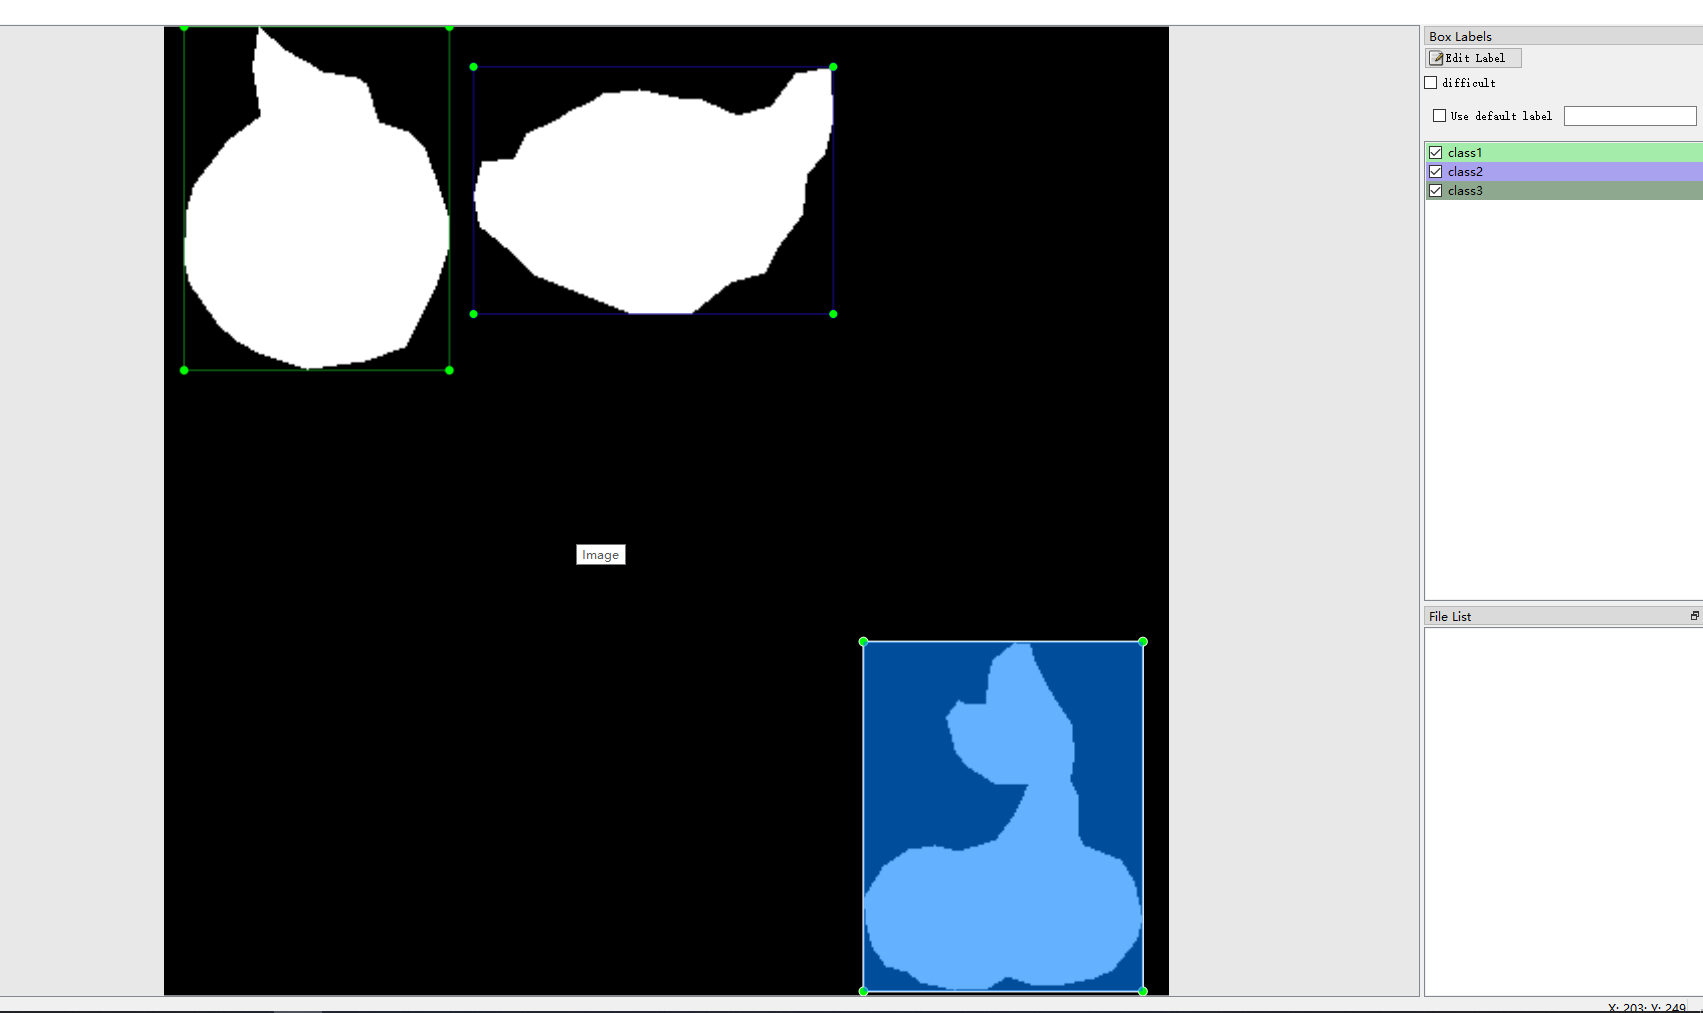 Box Labels
Edit Label
difficult
Use default label
class1
class2
class3
Image
File List
X: 203; Y: 249